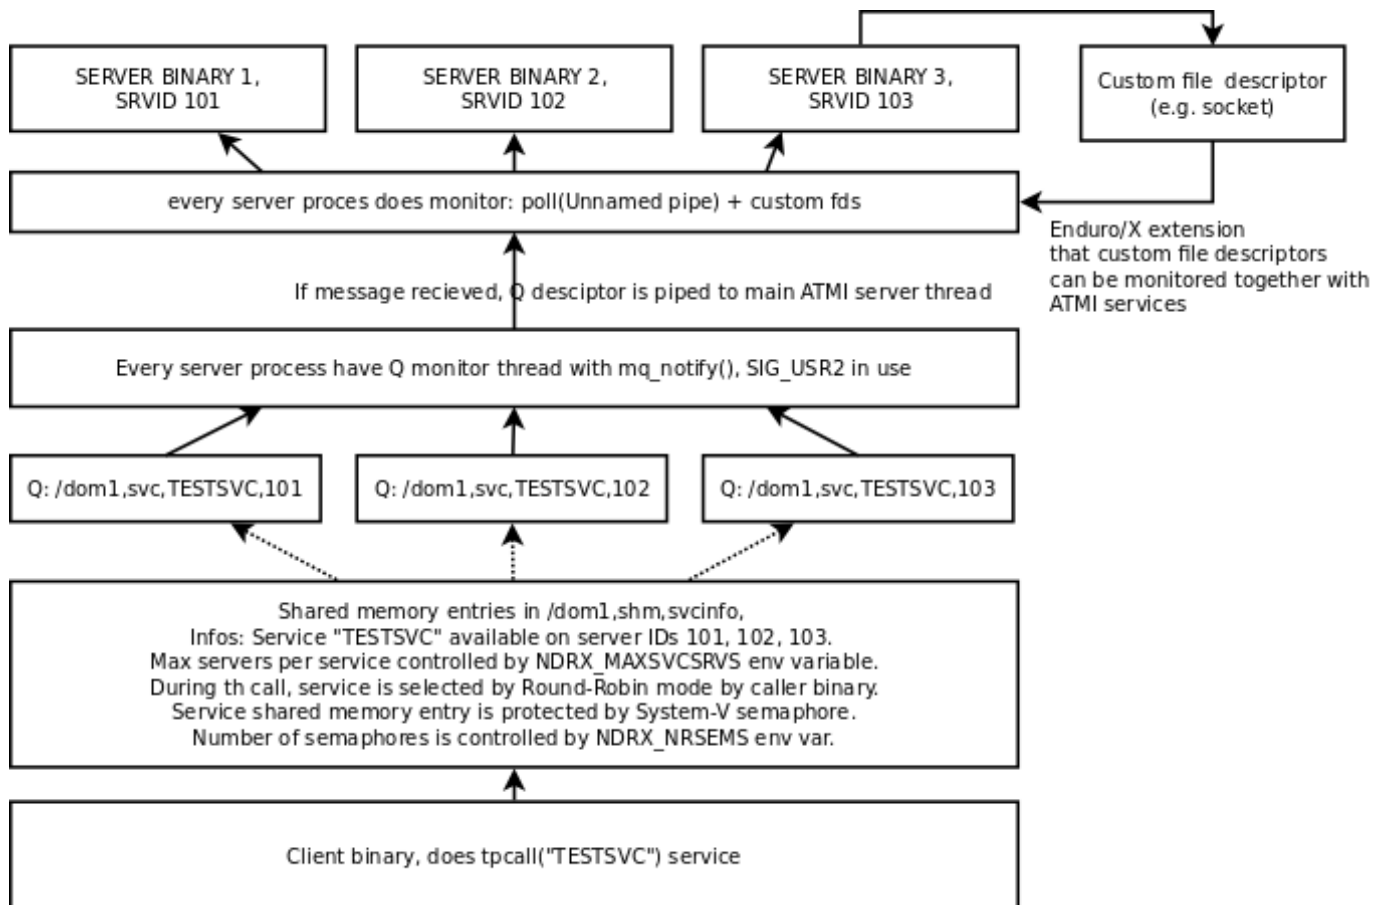 SERVER BINARY 1,
SRVID 101
SERVER BINARY 2,
SRVID 102
SERVER BINARY 3,
SRVID 103
Custom file descriptor
(e.g. socket)
every server proces does monitor: poll(Unnamed pipe) + custom fds
Enduro/X extension
that custom file descriptors
can be monitored together with
ATMI services
If message recieved, Q desciptor is piped to main ATMI server thread
Every server process have Q monitor thread with mq_notify(), SIG_USR2 in use
Q: /dom1,svc,TESTSVC,101
Q: /dom1,svc,TESTSVC,102
Q: /dom1,svc,TESTSVC,103
Shared memory entries in /dom1,shm,svcinfo,
Infos: Service "TESTSVC" available on server IDs 101, 102, 103.
Max servers per service controlled by NDRX_MAXSVCSRVS env variable.
During th call, service is selected by Round-Robin mode by caller binary.
Service shared memory entry is protected by System-V semaphore.
Number of semaphores is controlled by NDRX_NRSEMS env var.
Client binary, does tpcall("TESTSVC") service